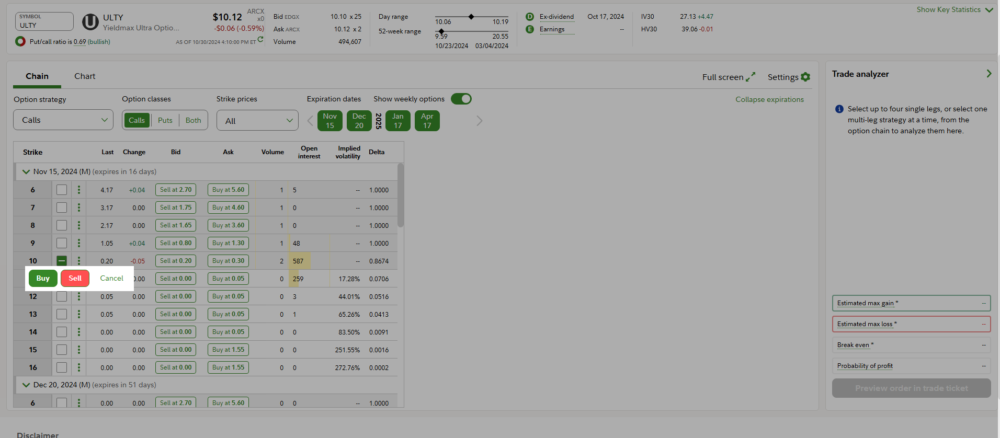 Show Key Statistics
SYMBOL
ULTY
ULTY
Yieldmax Ultra Optio...
$10.12
ARCX
x0
-$0.06 (-0.59%)
Put/call ratio is 0.69 (bullish)
AS OF 10/30/2024 4:10:00 PM ET
Bid EDGX 10.10 x 25
Ask ARCX 10.12 x 2
Volume 494,607
Day range
10.06 10.19
52-week range
9.59 20.55
10/23/2024 03/04/2024
D Ex-dividend Oct 17, 2024
E Earnings --
IV30 27.13 +4.47
HV30 39.06 -0.01
Chain Chart
Full screen Settings
Option strategy
Calls
Option classes
Calls Puts Both
Strike prices
All
Expiration dates
Show weekly options
Nov 15
Dec 20
2025
Jan 17
Apr 17
Collapse expirations
Strike Last Change Bid Ask Volume Open interest Implied volatility Delta
Nov 15, 2024 (M) (expires in 16 days)
6 4.17 +0.04 Sell at 2.70 Buy at 5.60 1 5 -- 1.0000
7 3.17 0.00 Sell at 1.75 Buy at 4.60 1 0 -- 1.0000
8 2.17 0.00 Sell at 1.65 Buy at 3.60 1 0 -- 1.0000
9 1.05 +0.04 Sell at 0.80 Buy at 1.30 1 48 -- 1.0000
10 0.20 -0.05 Sell at 0.20 Buy at 0.30 2 587 -- 0.8674
Buy Sell Cancel 0.00 Sell at 0.00 Buy at 0.05 0 259 17.28% 0.0706
12 0.05 0.00 Sell at 0.00 Buy at 0.05 0 3 44.01% 0.0516
13 0.05 0.00 Sell at 0.00 Buy at 0.05 0 1 65.26% 0.0413
14 0.00 0.00 Sell at 0.00 Buy at 0.05 0 0 83.50% 0.0091
15 0.00 0.00 Sell at 0.00 Buy at 1.55 0 0 251.55% 0.0016
16 0.00 0.00 Sell at 0.00 Buy at 1.55 0 0 272.76% 0.0002
Dec 20, 2024 (M) (expires in 51 days)
6 0.00 0.00 Sell at 2.70 Buy at 5.60 0 0 -- 1.0000
Trade analyzer
Select up to four single legs, or select one
multi-leg strategy at a time, from the
option chain to analyze them here.
Estimated max gain * --
Estimated max loss * --
Break even * --
Probability of profit --
Preview order in trade ticket
Disclaimer